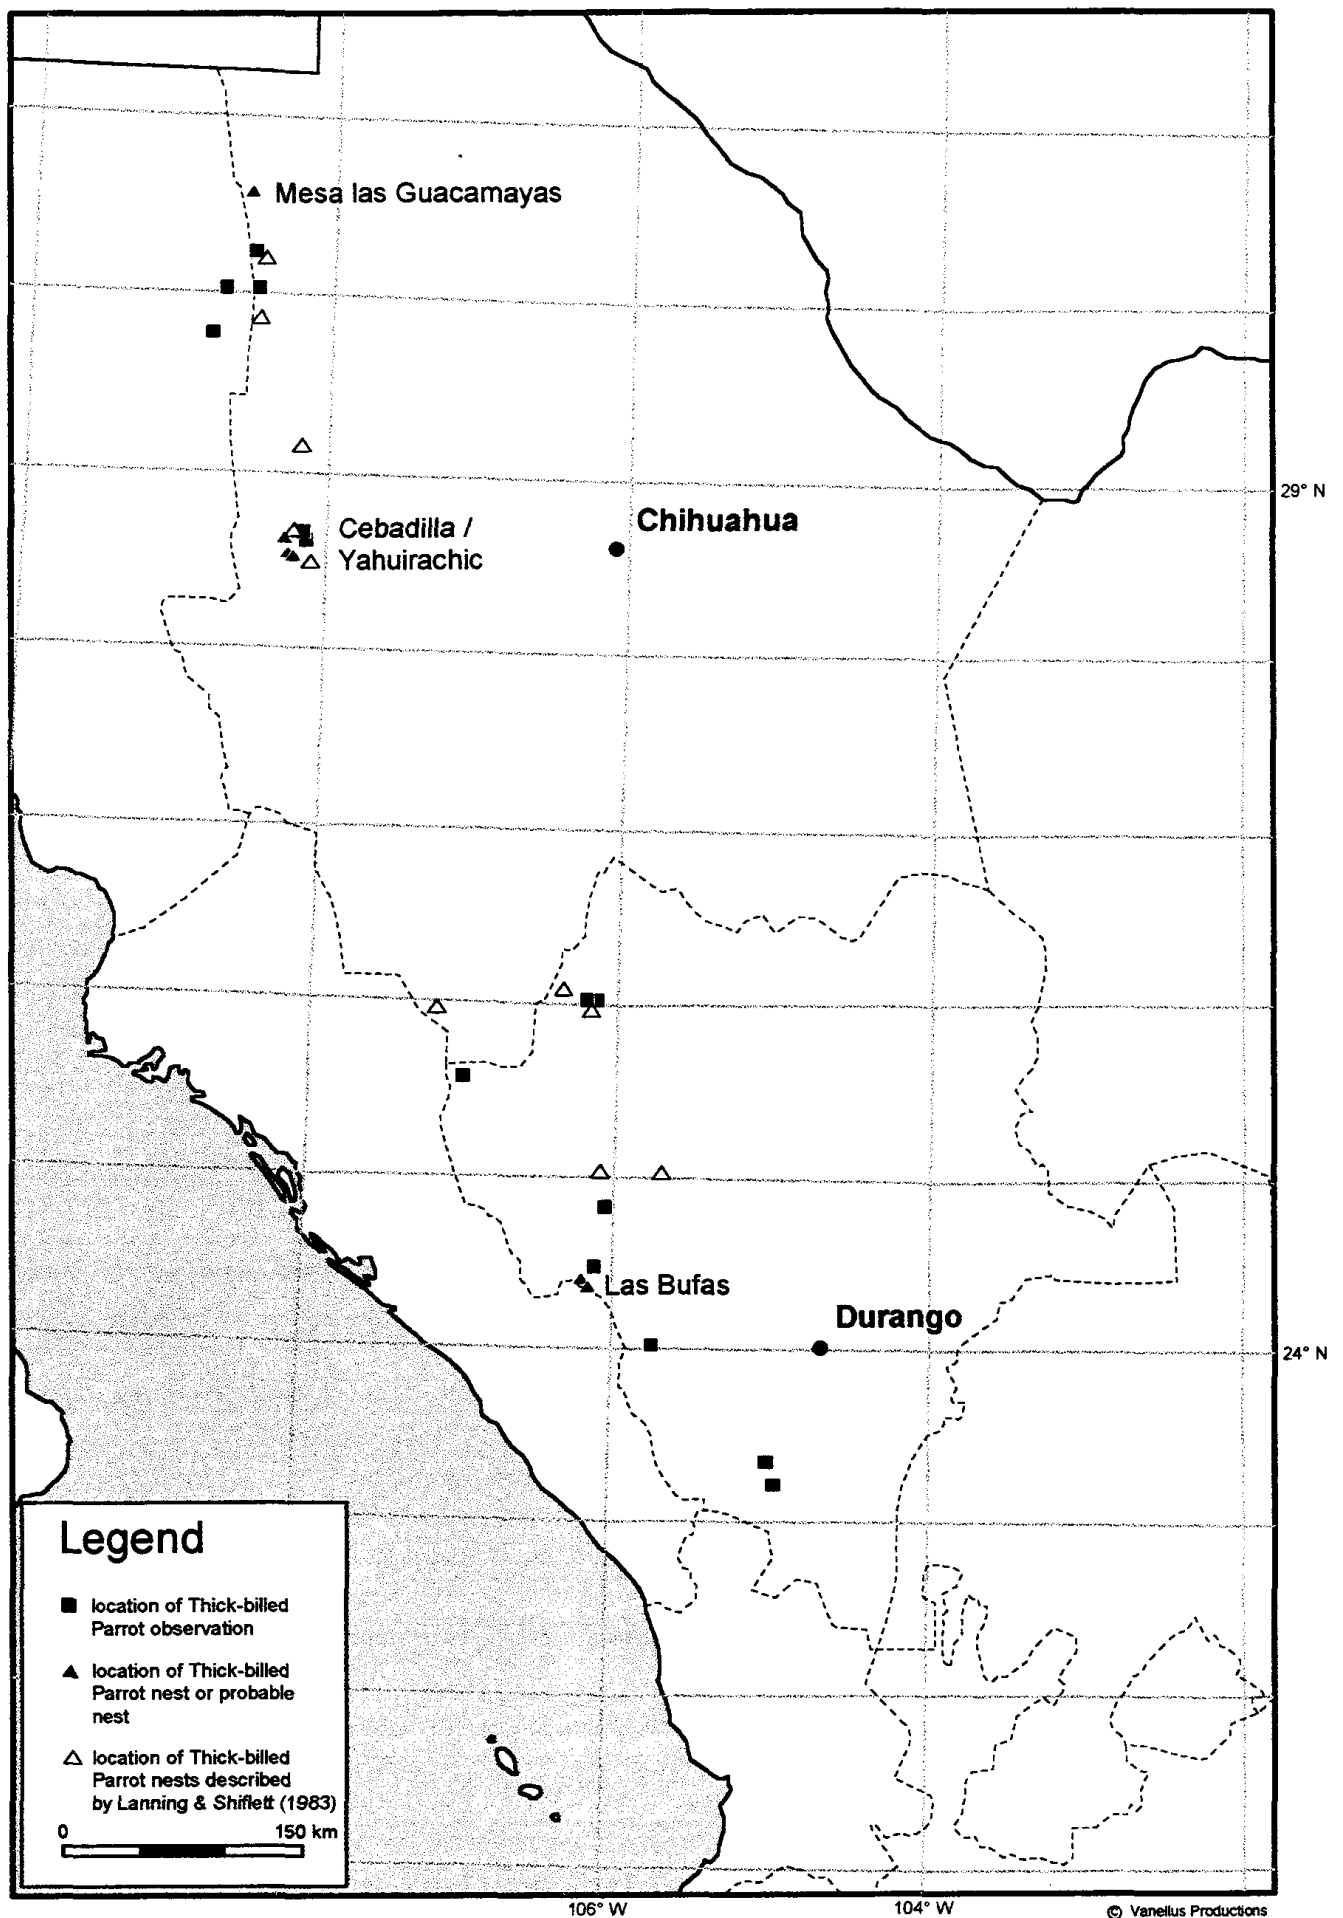 Mesa las Guacamayas
29° N
Chihuahua
Cebadilla /
Yahuirachic
Las Bufas
Durango
24° N
Legend
location of Thick-billed
Parrot observation
location of Thick-billed
Parrot nest or probable
nest
location of Thick-billed
Parrot nests described
by Lanning & Shiflett (1983)
0 150 km
106° W
104° W
© Vanellus Productions